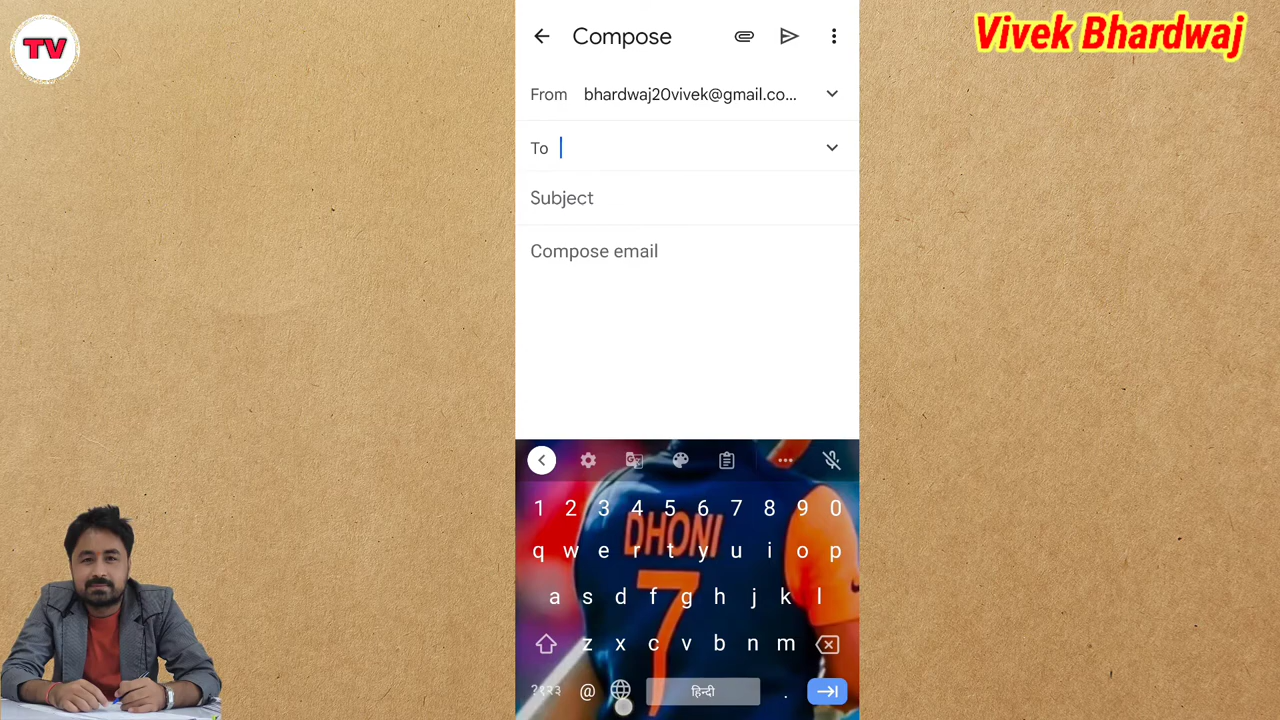 TV
Vivek Bhardwaj
Compose
From bhardwaj20vivek@gmail.co...
To
Subject
Compose email
DHONI
7
1 2 3 4 5 6 7 8 9 0
q w e r t y u i o p
a s d f g h j k l
z x c v b n m
?१२३ @ हिन्दी .